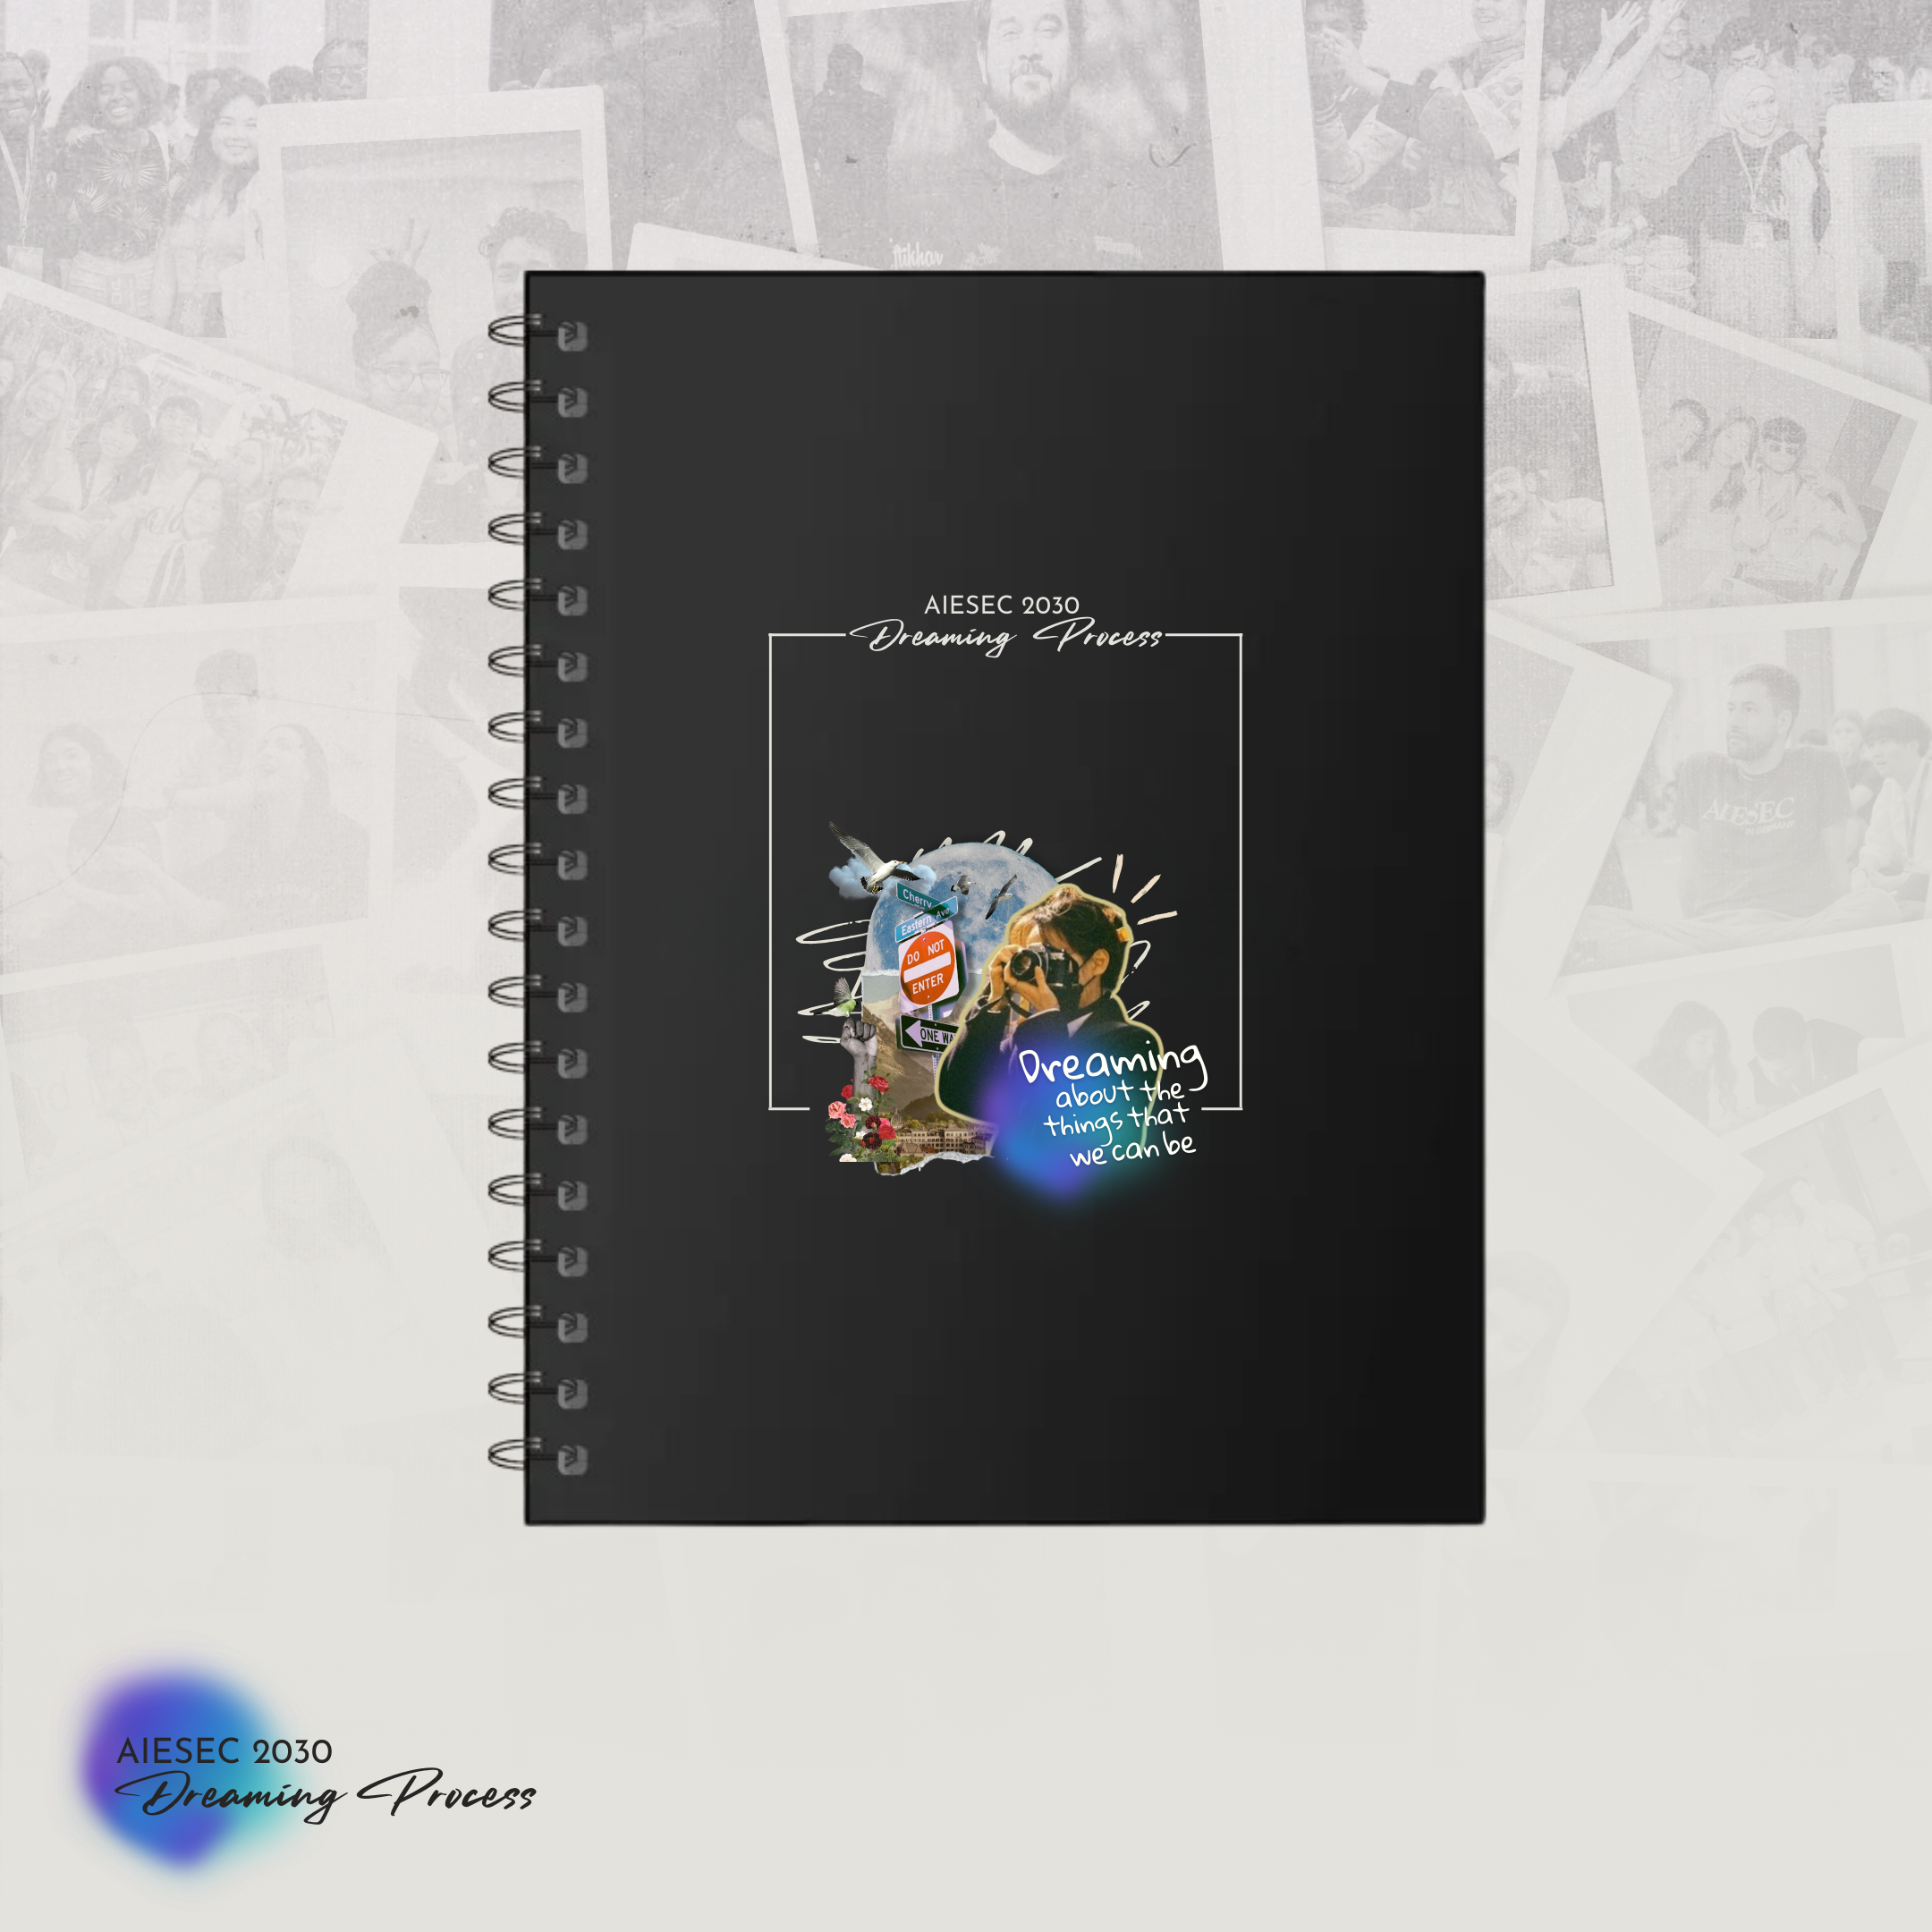 AIESEC 2030
Dreaming Process
Cherry
Eastern Ave
DO NOT
ENTER
ONE WA
Dreaming
about the
things that
we can be
AIESEC
AIESEC 2030
Dreaming Process